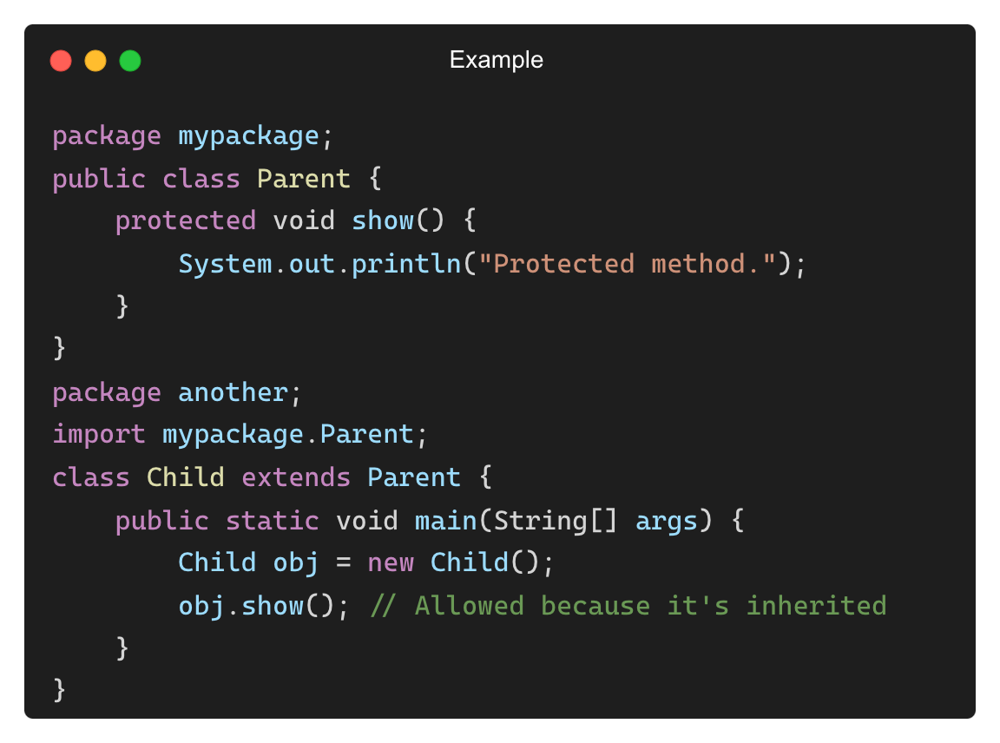 Example
package mypackage;
public class Parent {
    protected void show() {
        System.out.println("Protected method.");
    }
}
package another;
import mypackage.Parent;
class Child extends Parent {
    public static void main(String[] args) {
        Child obj = new Child();
        obj.show(); // Allowed because it's inherited
    }
}